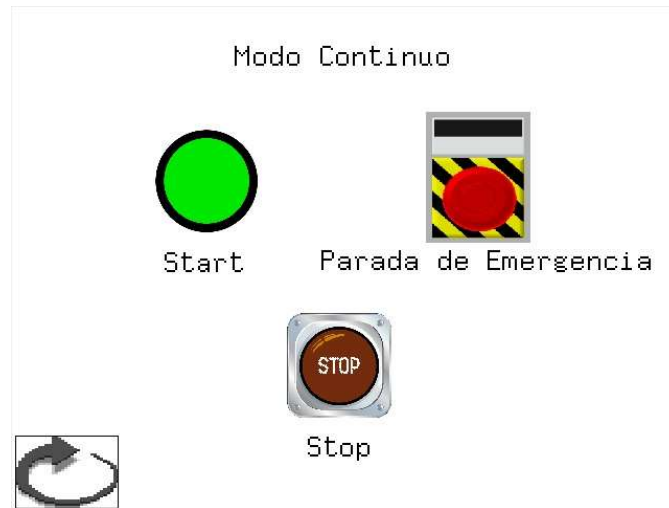 Modo Continuo
Start
Parada de Emergencia
STOP
Stop